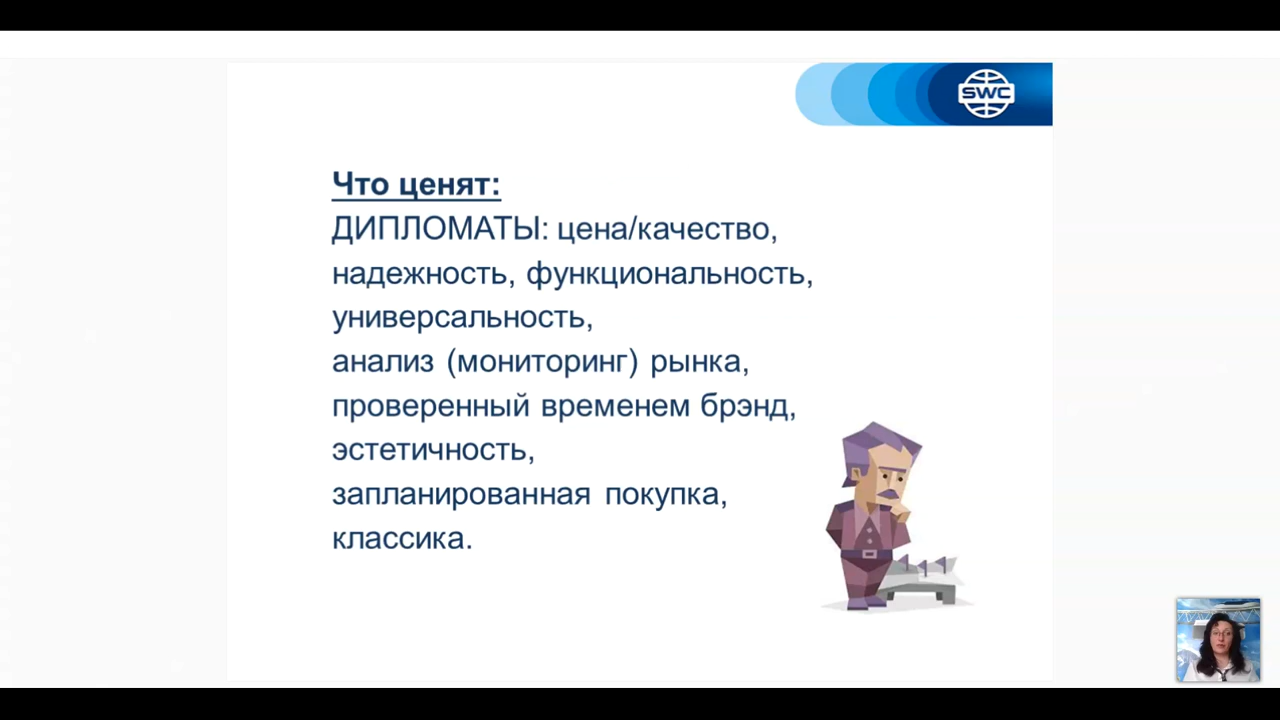 SWC
Что ценят:
ДИПЛОМАТЫ: цена/качество,
надежность, функциональность,
универсальность,
анализ (мониторинг) рынка,
проверенный временем брэнд,
эстетичность,
запланированная покупка,
классика.